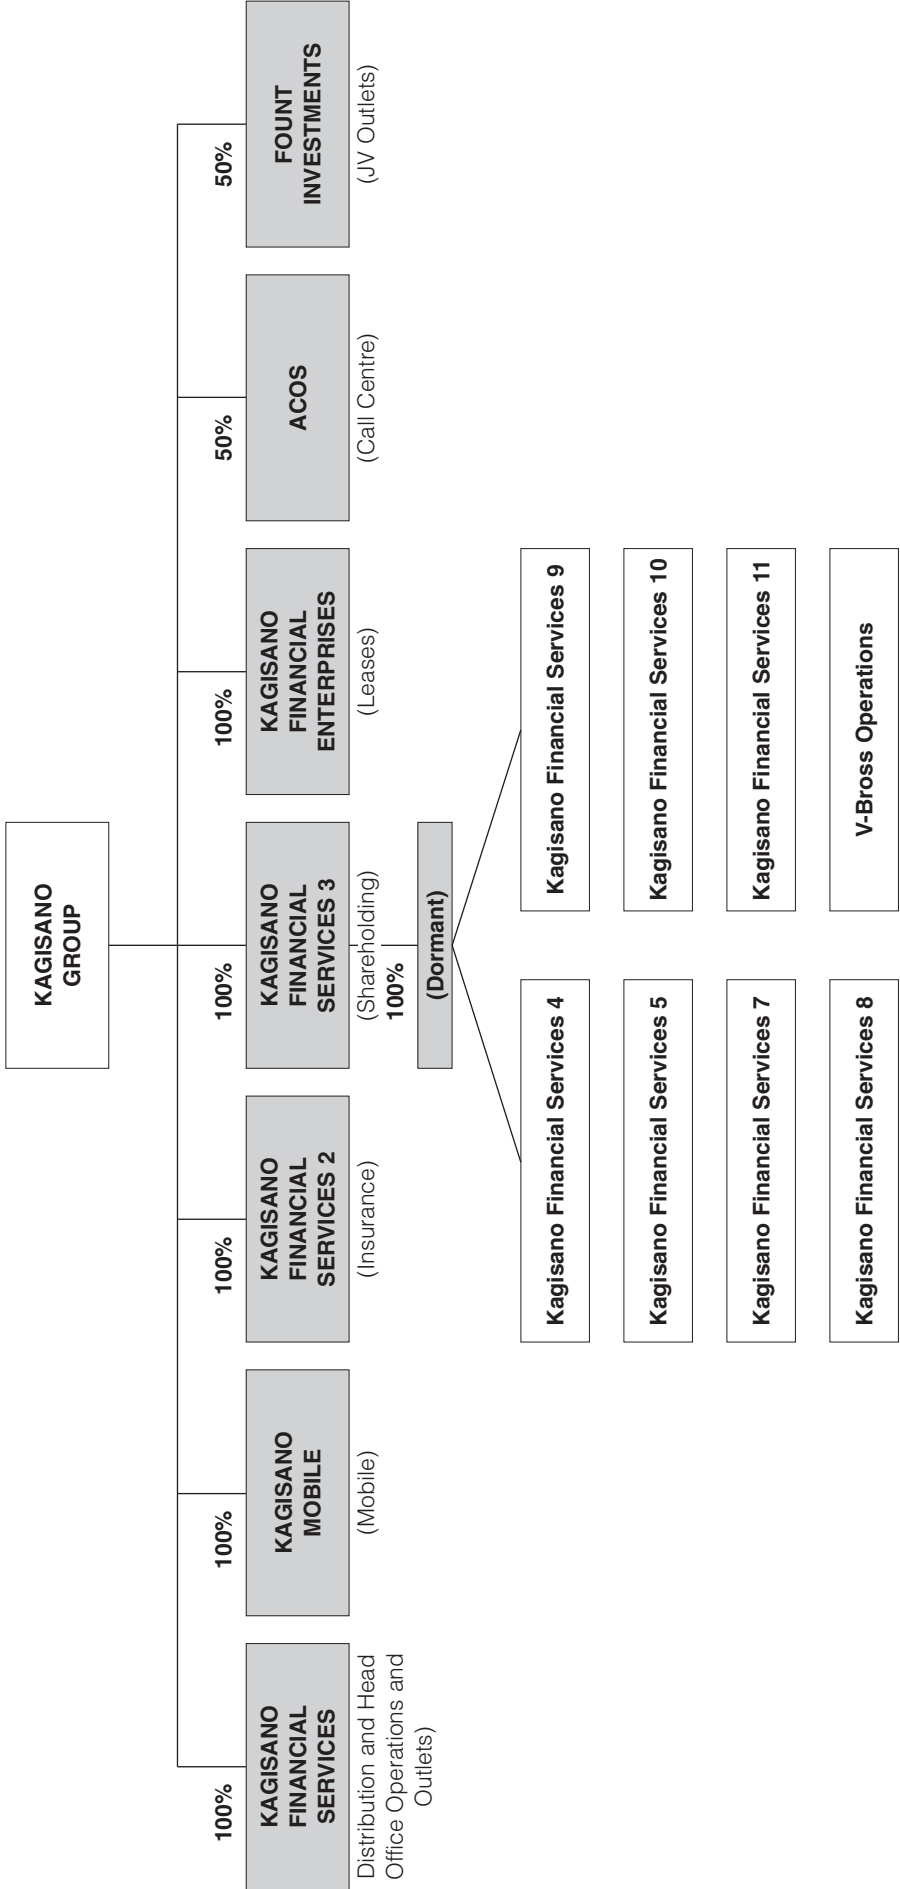 KAGISANO
GROUP
100%
100%
100%
100%
100%
50%
50%
KAGISANO
FINANCIAL
SERVICES
Distribution and Head
Office Operations and
Outlets)
KAGISANO
MOBILE
(Mobile)
KAGISANO
FINANCIAL
SERVICES 2
(Insurance)
KAGISANO
FINANCIAL
SERVICES 3
(Shareholding)
KAGISANO
FINANCIAL
ENTERPRISES
(Leases)
ACOS
(Call Centre)
FOUNT
INVESTMENTS
(JV Outlets)
100%
(Dormant)
Kagisano Financial Services 4
Kagisano Financial Services 5
Kagisano Financial Services 7
Kagisano Financial Services 8
Kagisano Financial Services 9
Kagisano Financial Services 10
Kagisano Financial Services 11
V-Bross Operations